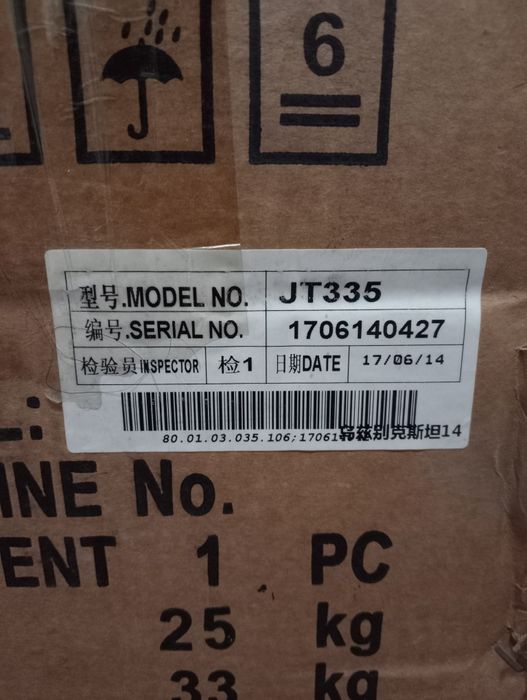 6
型号.MODEL NO. JT335
编号.SERIAL NO. 1706140427
检验员INSPECTOR 检1 日期DATE 17/06/14
80.01.03.035.106;17061404 乌兹别克斯坦14
L:
INE No.
ENT 1 PC
25 kg
33 kg